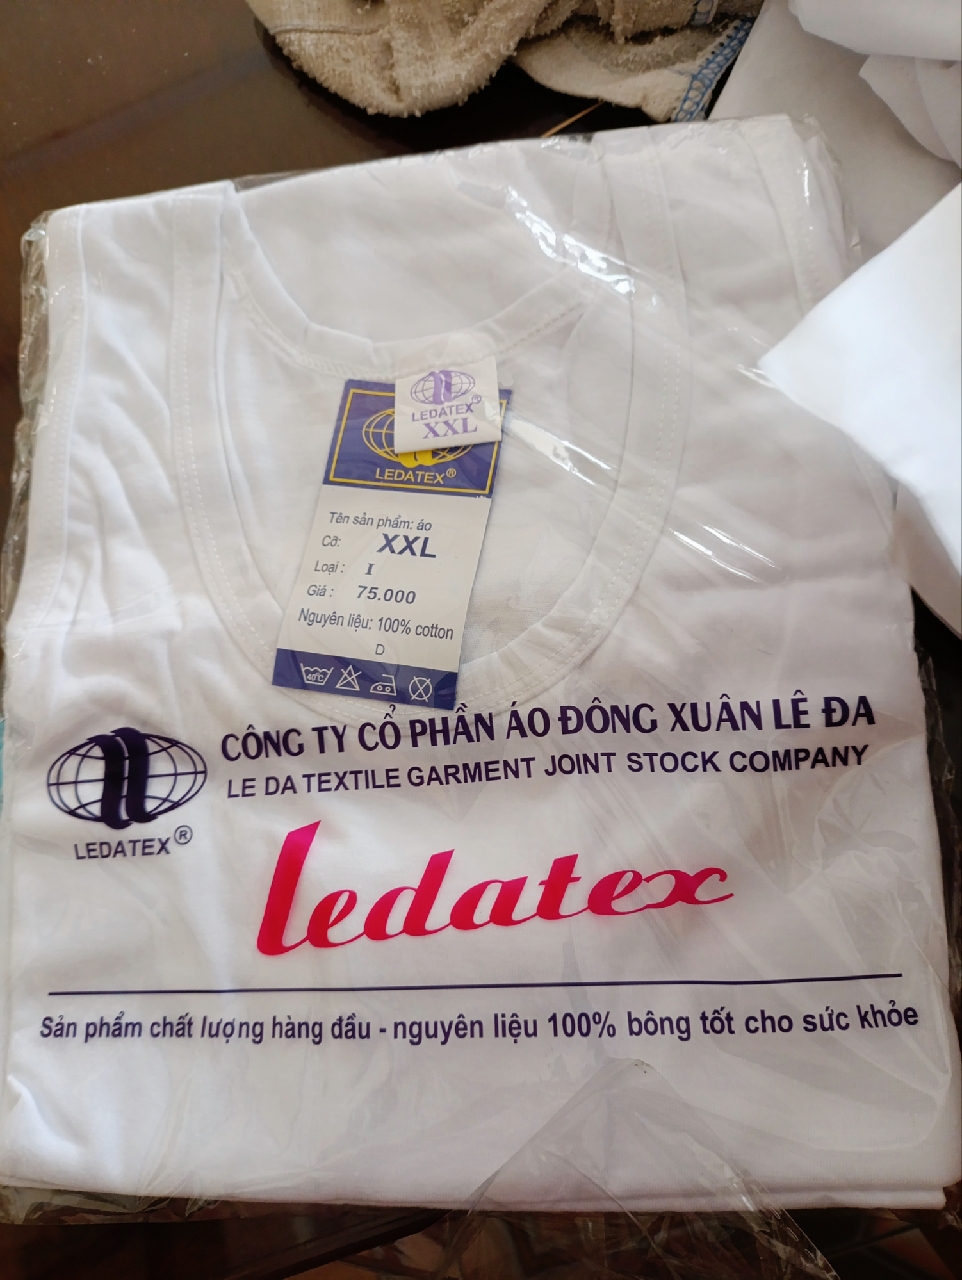 LEDATEX®
XXL
LEDATEX®
Tên sản phẩm: áo
Cỡ: XXL
Loại : I
Giá : 75.000
Nguyên liệu: 100% cotton
D
40°C
CÔNG TY CỔ PHẦN ÁO ĐÔNG XUÂN LÊ ĐA
LE DA TEXTILE GARMENT JOINT STOCK COMPANY
LEDATEX®
ledatex
Sản phẩm chất lượng hàng đầu - nguyên liệu 100% bông tốt cho sức khỏe